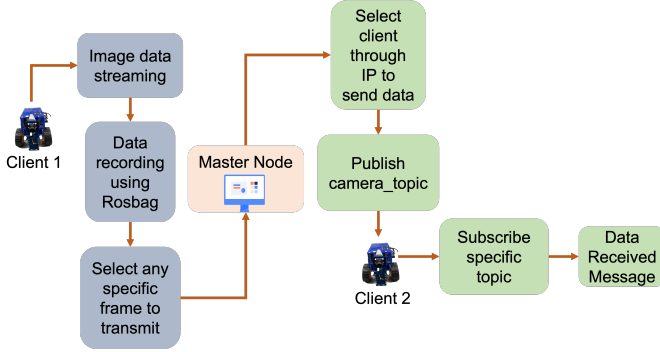 Image data
streaming
Client 1
Data
recording
using
Rosbag
Select any
specific
frame to
transmit
Master Node
Select
client
through
IP to
send data
Publish
camera_topic
Client 2
Subscribe
specific
topic
Data
Received
Message